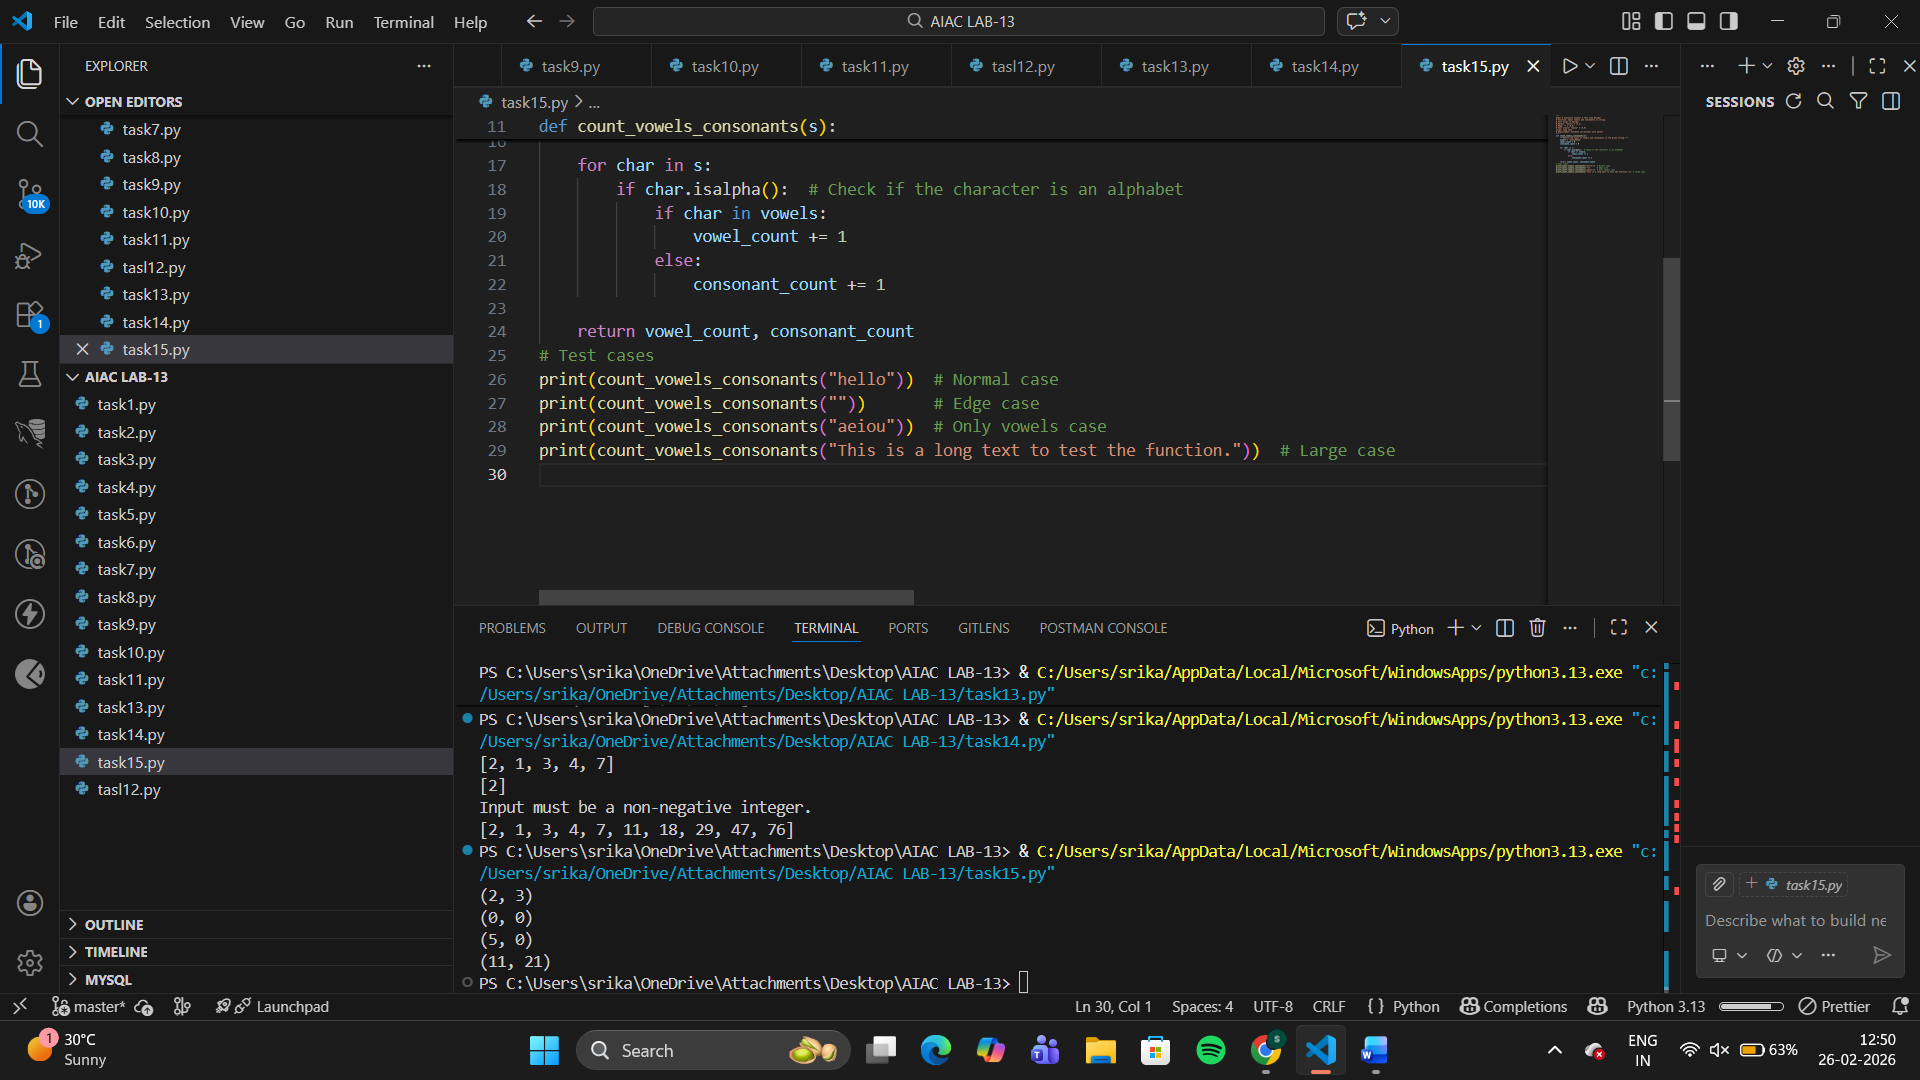 File Edit Selection View Go Run Terminal Help
AIAC LAB-13
EXPLORER
OPEN EDITORS
task7.py
task8.py
task9.py
task10.py
task11.py
tasl12.py
task13.py
task14.py
task15.py
AIAC LAB-13
task1.py
task2.py
task3.py
task4.py
task5.py
task6.py
task7.py
task8.py
task9.py
task10.py
task11.py
task13.py
task14.py
task15.py
tasl12.py
OUTLINE
TIMELINE
MYSQL
10K
1
task9.py task10.py task11.py tasl12.py task13.py task14.py task15.py
task15.py > ...
11 def count_vowels_consonants(s):
16
17 for char in s:
18 if char.isalpha(): # Check if the character is an alphabet
19 if char in vowels:
20 vowel_count += 1
21 else:
22 consonant_count += 1
23
24 return vowel_count, consonant_count
25 # Test cases
26 print(count_vowels_consonants("hello")) # Normal case
27 print(count_vowels_consonants("")) # Edge case
28 print(count_vowels_consonants("aeiou")) # Only vowels case
29 print(count_vowels_consonants("This is a long text to test the function.")) # Large case
30
PROBLEMS OUTPUT DEBUG CONSOLE TERMINAL PORTS GITLENS POSTMAN CONSOLE
Python
PS C:\Users\srika\OneDrive\Attachments\Desktop\AIAC LAB-13> & C:/Users/srika/AppData/Local/Microsoft/WindowsApps/python3.13.exe "c:
/Users/srika/OneDrive/Attachments/Desktop/AIAC LAB-13/task13.py"
PS C:\Users\srika\OneDrive\Attachments\Desktop\AIAC LAB-13> & C:/Users/srika/AppData/Local/Microsoft/WindowsApps/python3.13.exe "c:
/Users/srika/OneDrive/Attachments/Desktop/AIAC LAB-13/task14.py"
[2, 1, 3, 4, 7]
[2]
Input must be a non-negative integer.
[2, 1, 3, 4, 7, 11, 18, 29, 47, 76]
PS C:\Users\srika\OneDrive\Attachments\Desktop\AIAC LAB-13> & C:/Users/srika/AppData/Local/Microsoft/WindowsApps/python3.13.exe "c:
/Users/srika/OneDrive/Attachments/Desktop/AIAC LAB-13/task15.py"
(2, 3)
(0, 0)
(5, 0)
(11, 21)
PS C:\Users\srika\OneDrive\Attachments\Desktop\AIAC LAB-13>
SESSIONS
task15.py
Describe what to build ne
master* Launchpad
Ln 30, Col 1 Spaces: 4 UTF-8 CRLF { } Python Completions Python 3.13 Prettier
1
30°C
Sunny
Search
ENG
IN
63%
12:50
26-02-2026